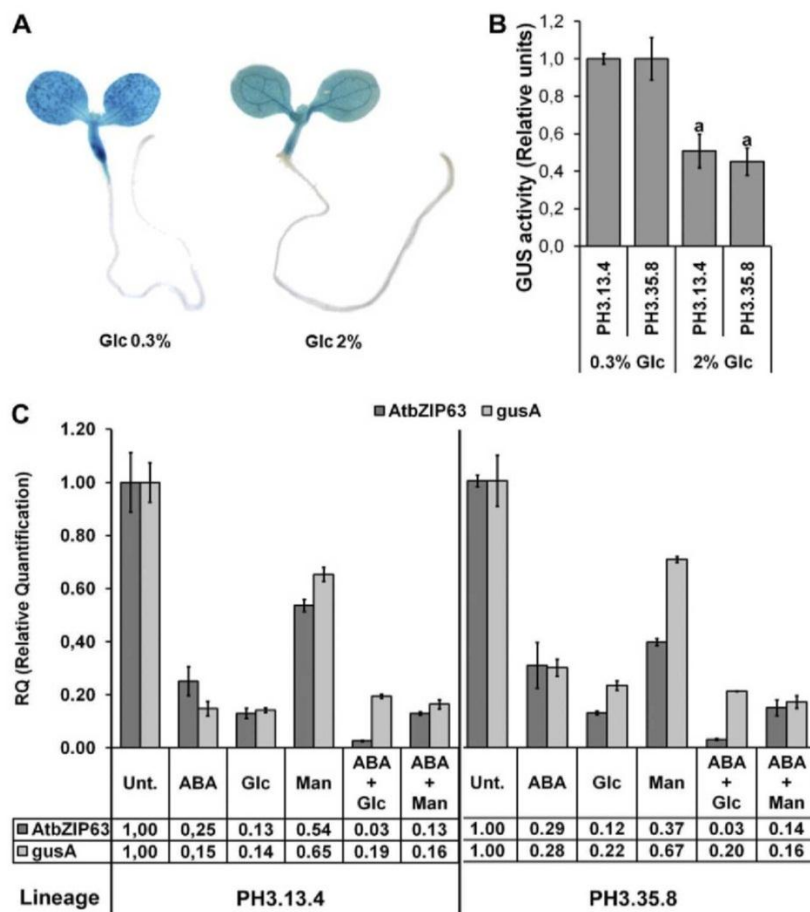 A
Glc 0.3%
Glc 2%
B
GUS activity (Relative units)
1,2
1,0
0,8
0,6
0,4
0,2
0,0
a
a
PH3.13.4
PH3.35.8
PH3.13.4
PH3.35.8
0.3% Glc
2% Glc
C
AtbZIP63 gusA
RQ (Relative Quantification)
1.20
1.00
0.80
0.60
0,40
0.20
0.00
Unt. ABA Glc Man ABA + Glc ABA + Man Unt. ABA Glc Man ABA + Glc ABA + Man
AtbZIP63 1,00 0,25 0.13 0.54 0.03 0.13 1.00 0.29 0.12 0.37 0.03 0.14
gusA 1,00 0,15 0.14 0.65 0.19 0.16 1.00 0.28 0.22 0.67 0.20 0.16
Lineage PH3.13.4 PH3.35.8